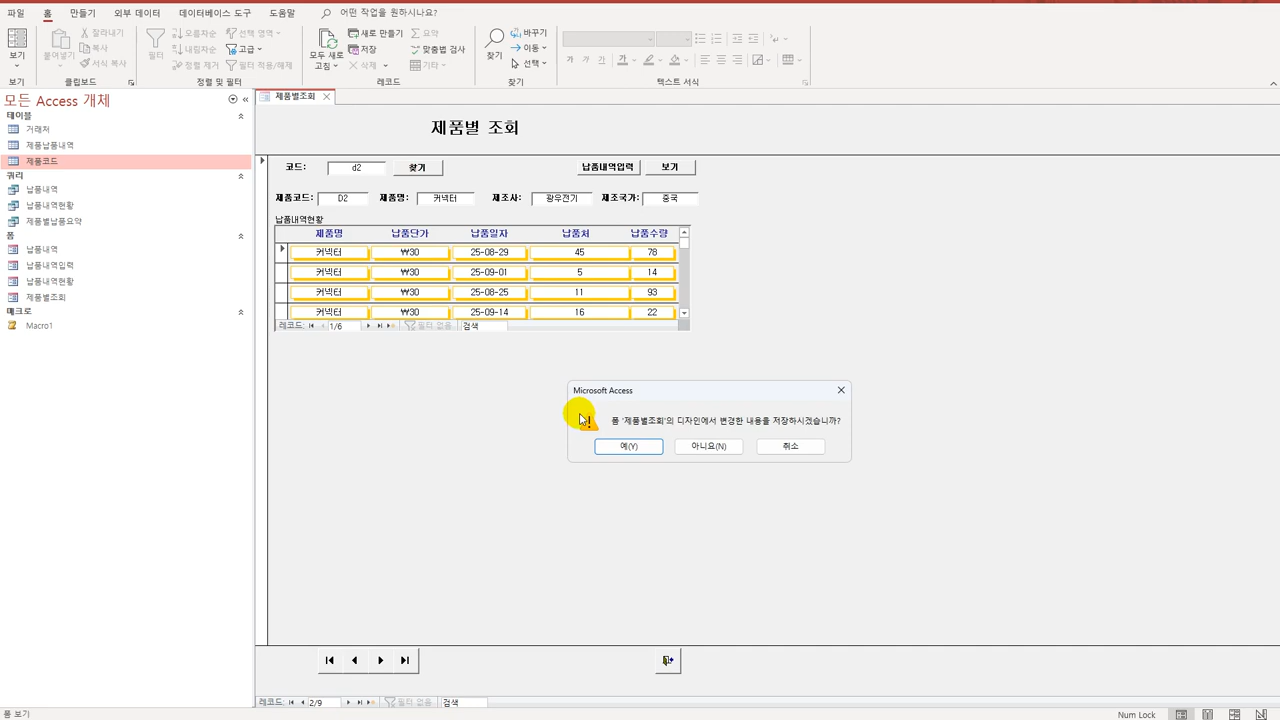 파일 홈 만들기 외부 데이터 데이터베이스 도구 도움말 어떤 작업을 원하시나요?
보기
붙여넣기
잘라내기
복사
서식 복사
클립보드
필터
오름차순
내림차순
정렬 제거
선택 영역
고급
필터 적용/해제
정렬 및 필터
모두 새로
고침
새로 만들기
저장
삭제
요약
맞춤법 검사
기타
레코드
찾기
바꾸기
이동
선택
찾기
가 가 가 가
텍스트 서식
모든 Access 개체
테이블
거래처
제품납품내역
제품코드
쿼리
납품내역
납품내역현황
제품별납품요약
폼
납품내역
납품내역입력
납품내역현황
제품별조회
매크로
Macro1
제품별조회
제품별 조회
코드: d2 찾기 납품내역입력 보기
제품코드: D2 제품명: 커넥터 제조사: 광우전기 제조국가: 중국
납품내역현황
제품명 납품단가 납품일자 납품처 납품수량
커넥터 ₩30 25-08-29 45 78
커넥터 ₩30 25-09-01 5 14
커넥터 ₩30 25-08-25 11 93
커넥터 ₩30 25-09-14 16 22
레코드: 1/6 필터 없음 검색
Microsoft Access
폼 '제품별조회'의 디자인에서 변경한 내용을 저장하시겠습니까?
예(Y) 아니요(N) 취소
레코드: 2/9 필터 없음 검색
폼 보기 Num Lock